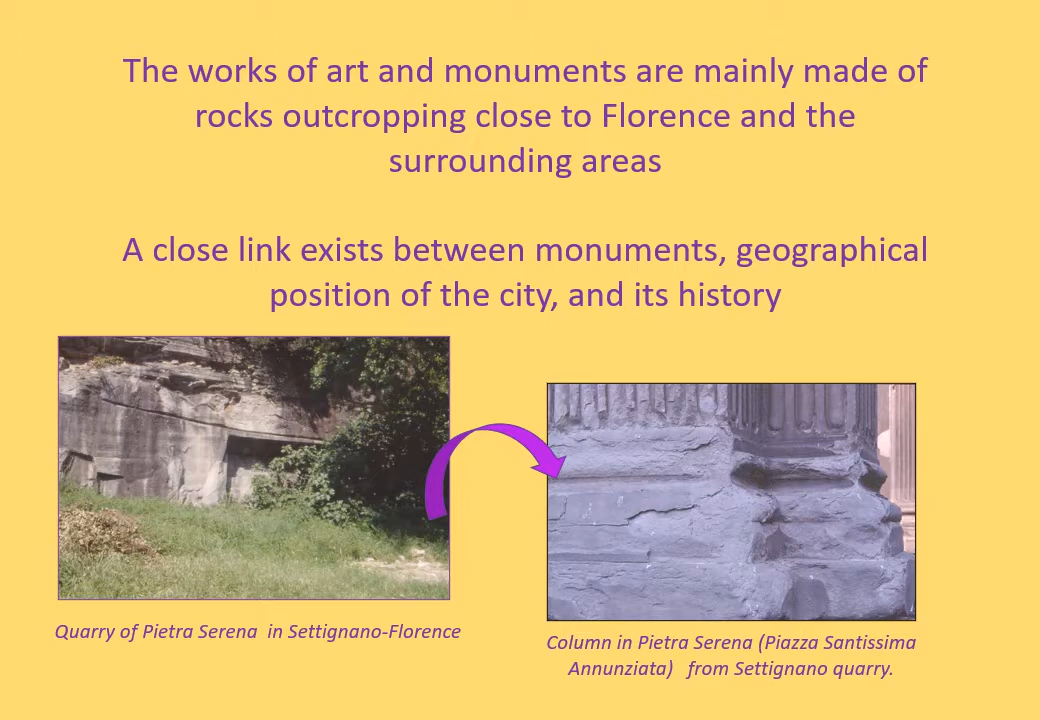 The works of art and monuments are mainly made of
rocks outcropping close to Florence and the
surrounding areas
A close link exists between monuments, geographical
position of the city, and its history
Quarry of Pietra Serena in Settignano-Florence
Column in Pietra Serena (Piazza Santissima
Annunziata) from Settignano quarry.